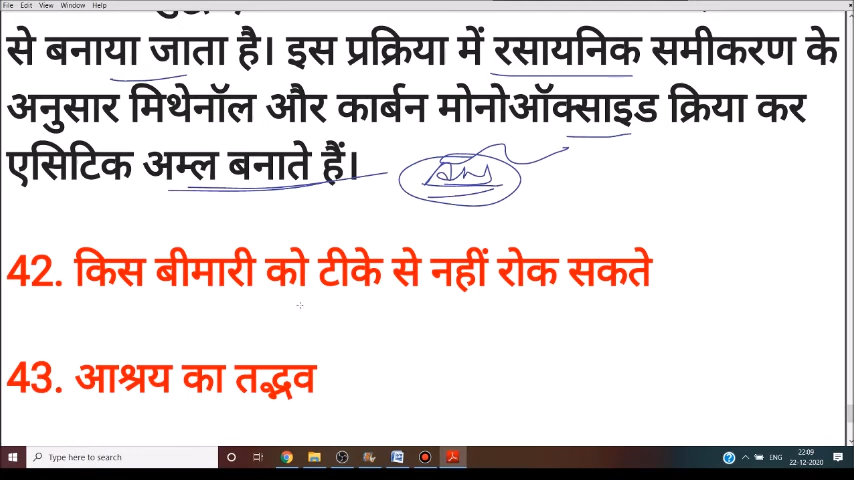 File Edit View Window Help
से बनाया जाता है। इस प्रक्रिया में रसायनिक समीकरण के
अनुसार मिथेनॉल और कार्बन मोनोऑक्साइड क्रिया कर
एसिटिक अम्ल बनाते हैं।
Ans
42. किस बीमारी को टीके से नहीं रोक सकते
43. आश्रय का तद्भव
Type here to search
ENG
22:09
22-12-2020